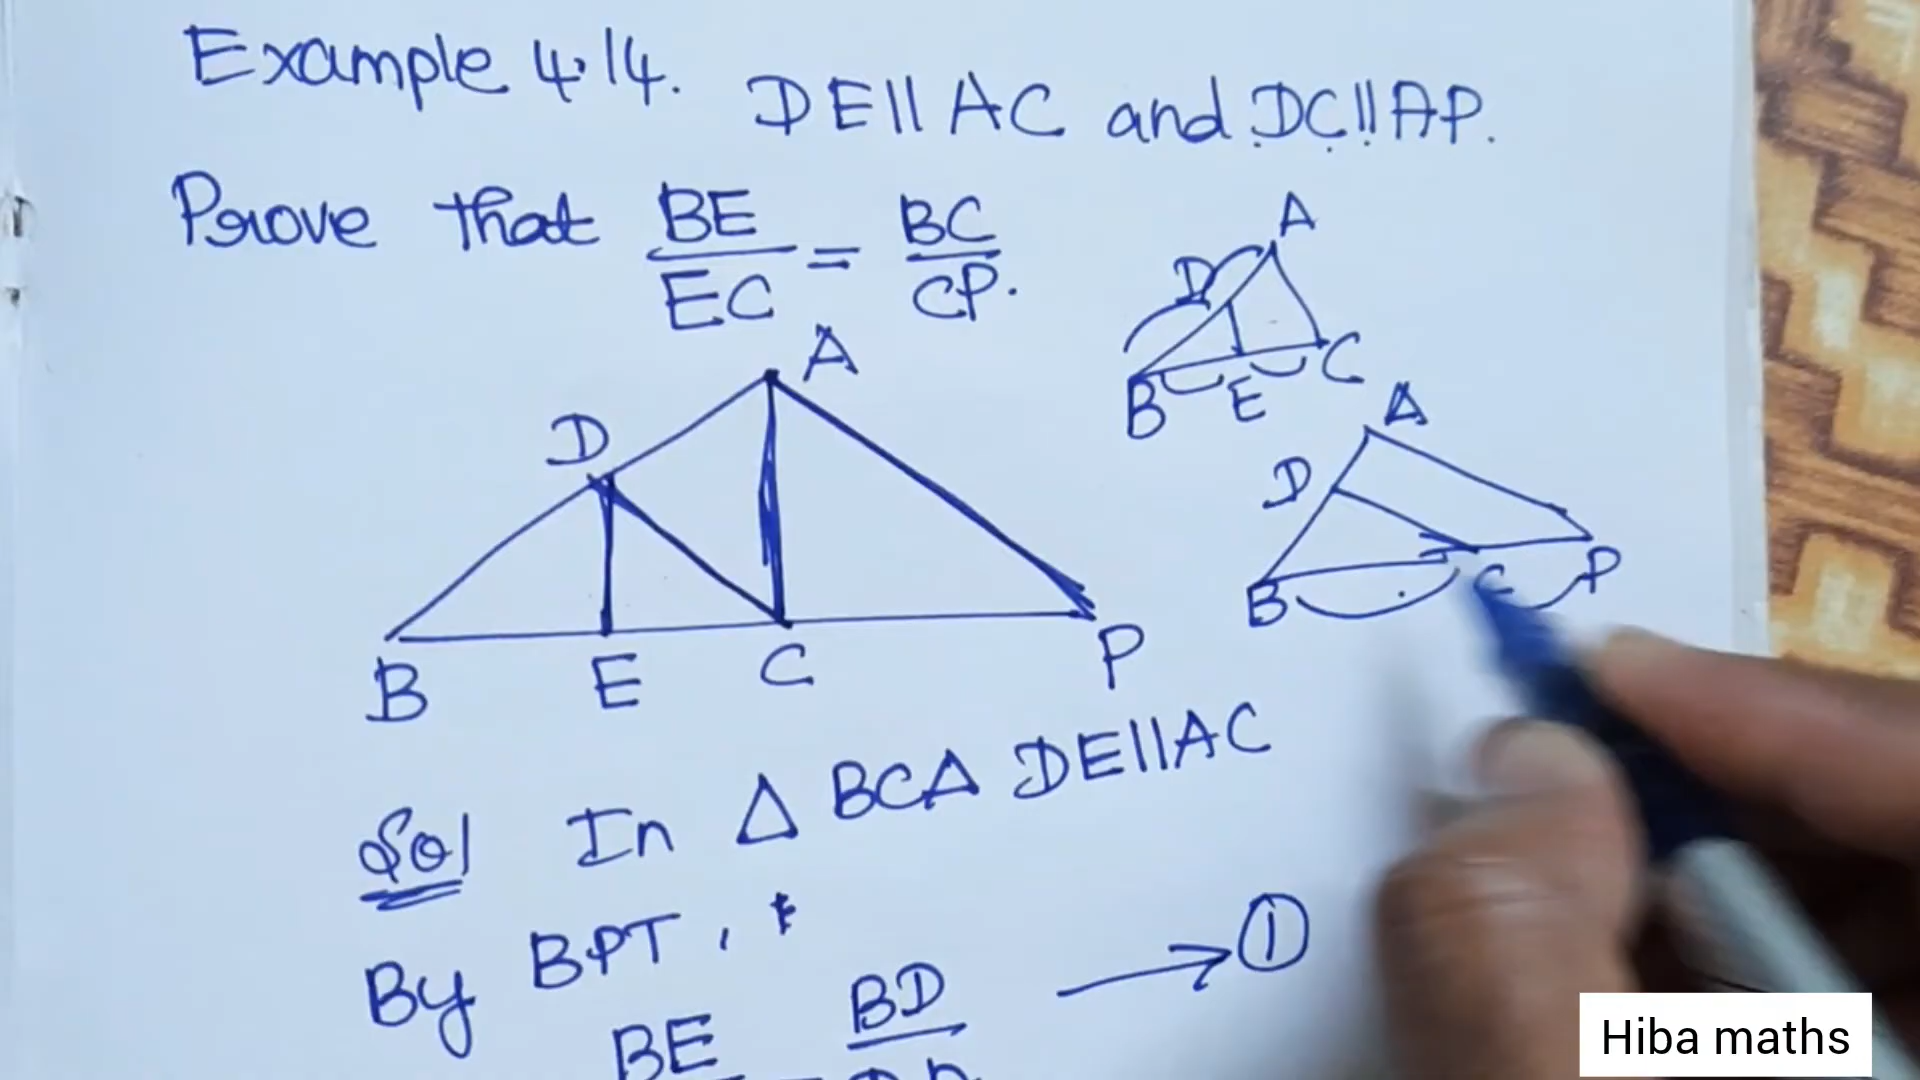 Example 4.14. DE||AC and DC||AP.
Prove that BE/EC = BC/CP.
A
D
B E C
A
D
B E C P
A
D
B C P
Sol In Δ BCA DE||AC
By BPT,
BE BD → ①
Hiba maths